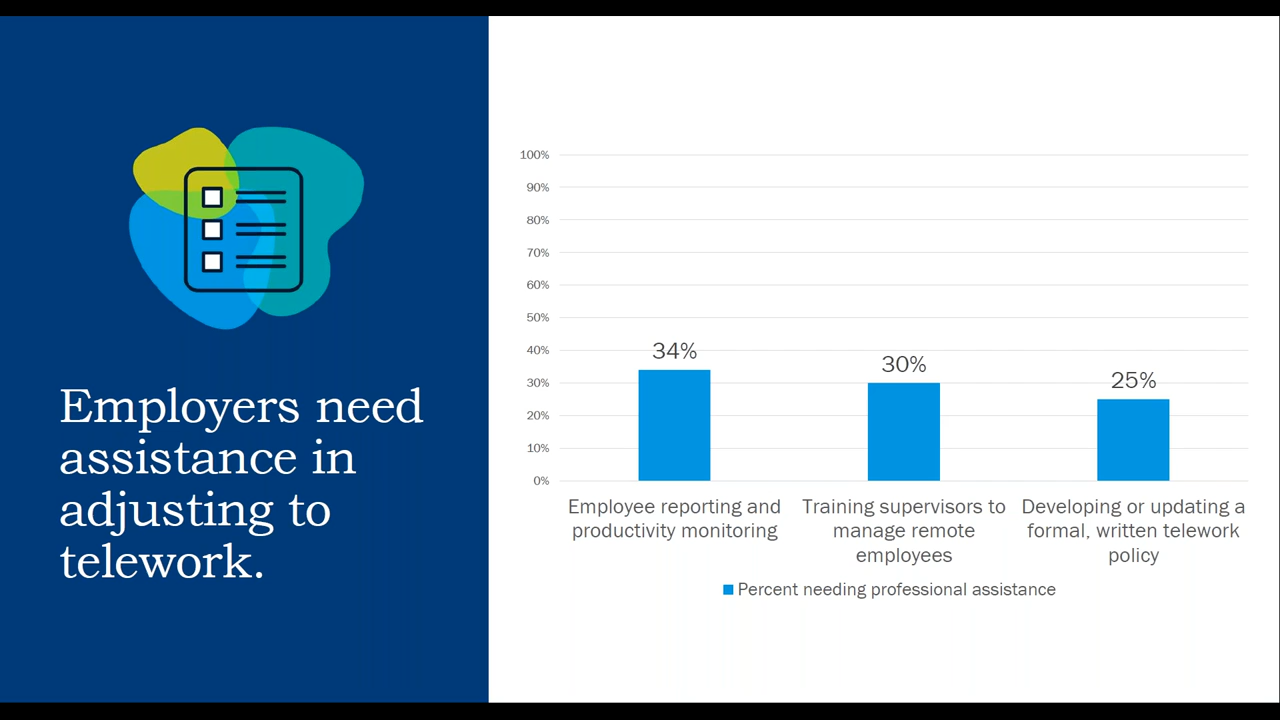 Employers need
assistance in
adjusting to
telework.
100%
90%
80%
70%
60%
50%
40%
30%
20%
10%
0%
34%
30%
25%
Employee reporting and
productivity monitoring
Training supervisors to
manage remote
employees
Developing or updating a
formal, written telework
policy
Percent needing professional assistance